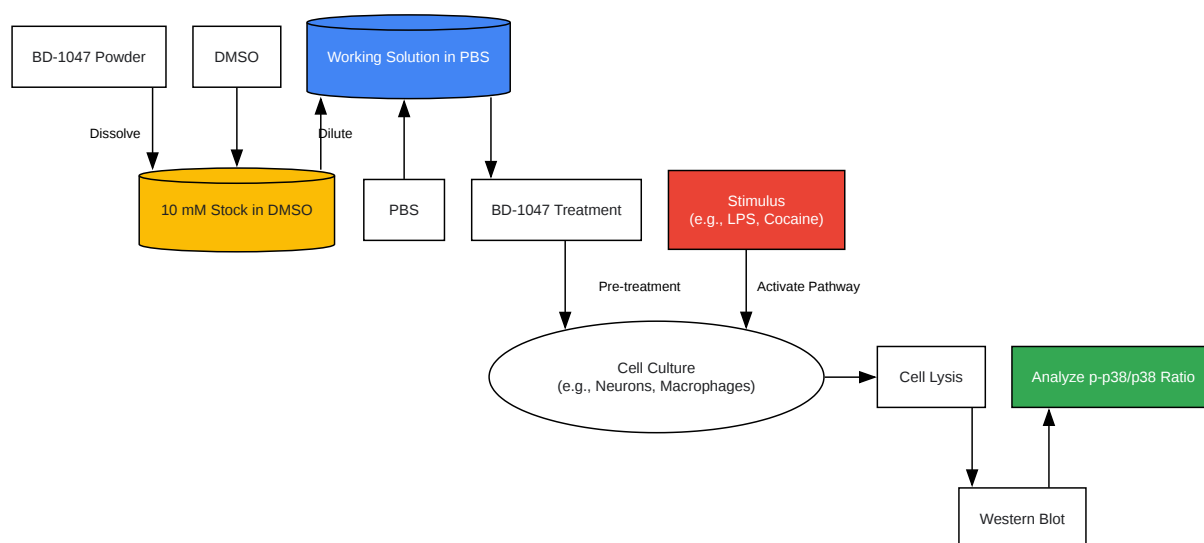 BD-1047 Powder
DMSO
Working Solution in PBS
Dissolve
Dilute
10 mM Stock in DMSO
PBS
BD-1047 Treatment
Stimulus
(e.g., LPS, Cocaine)
Pre-treatment
Activate Pathway
Cell Culture
(e.g., Neurons, Macrophages)
Cell Lysis
Analyze p-p38/p38 Ratio
Western Blot